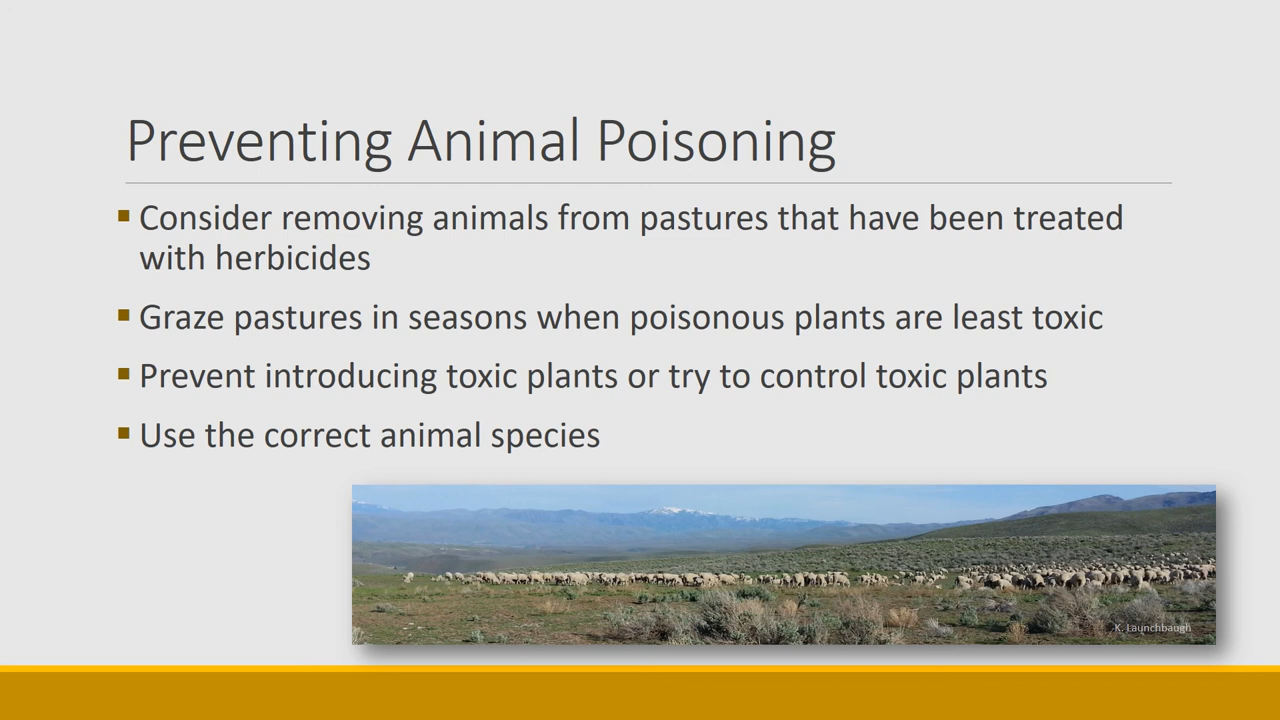 Preventing Animal Poisoning
Consider removing animals from pastures that have been treated
with herbicides
Graze pastures in seasons when poisonous plants are least toxic
Prevent introducing toxic plants or try to control toxic plants
Use the correct animal species
K. Launchbaugh